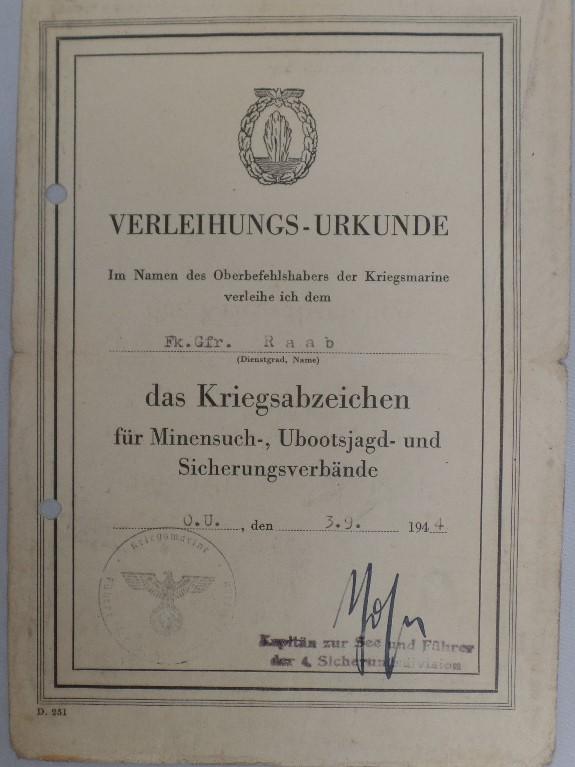 VERLEIHUNGS-URKUNDE
Im Namen des Oberbefehlshabers der Kriegsmarine
verleihe ich dem
Fk.Gfr. Raab
(Dienstgrad, Name)
das Kriegsabzeichen
für Minensuch-, Ubootsjagd- und
Sicherungsverbände
O.U. , den 3.9. 1944
Kriegsmarine
Kapitän zur See und Führer
der 4. Sicherungsdivision
D. 251